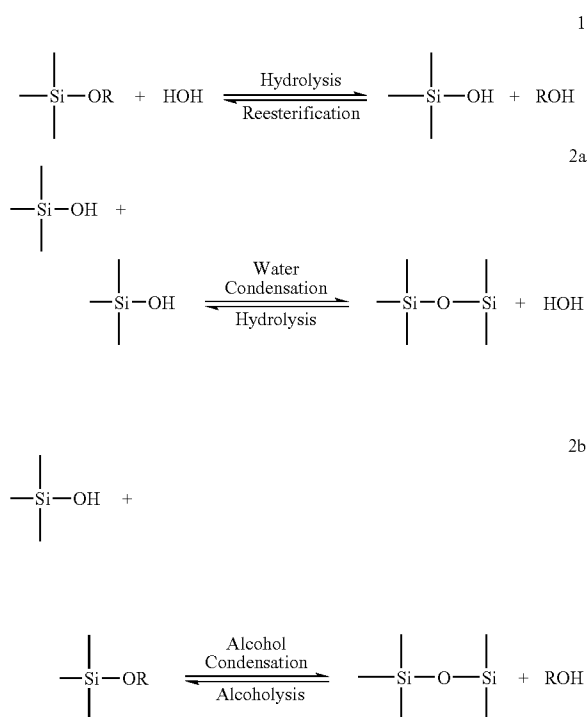 1
Si—OR + HOH Hydrolysis Reesterification Si—OH + ROH
2a
Si—OH +
Si—OH Water Condensation Hydrolysis Si—O—Si + HOH
2b
Si—OH +
Si—OR Alcohol Condensation Alcoholysis Si—O—Si + ROH